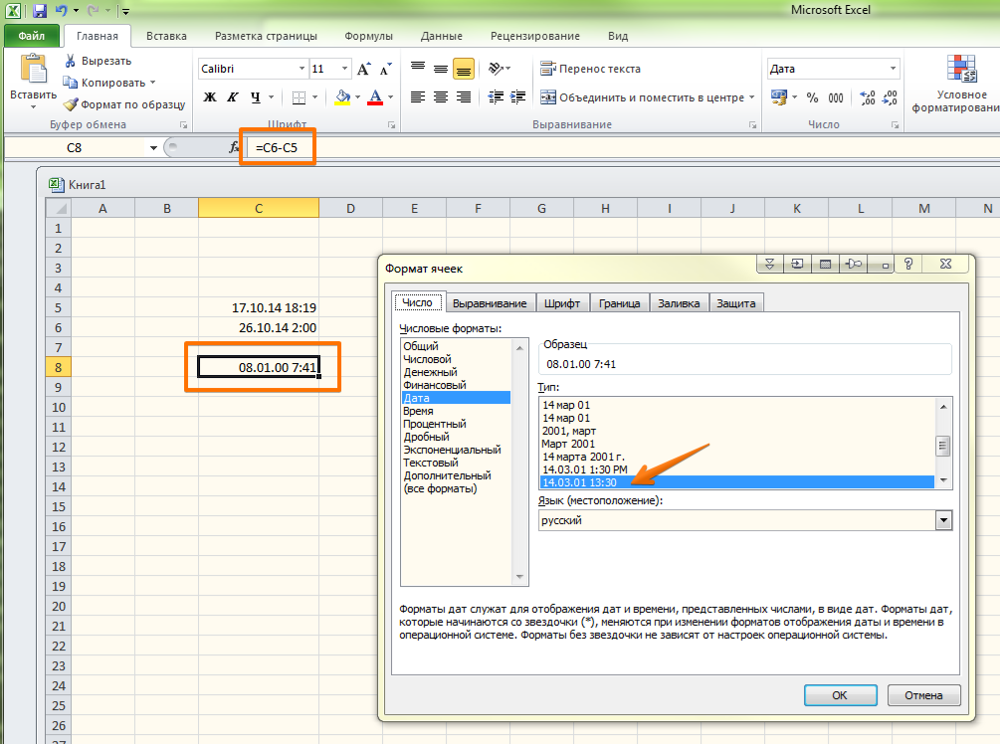 Microsoft Excel
Файл Главная Вставка Разметка страницы Формулы Данные Рецензирование Вид
Вставить
Вырезать
Копировать
Формат по образцу
Буфер обмена
Calibri 11
Ж К Ч
Шрифт
Перенос текста
Объединить и поместить в центре
Выравнивание
Дата
% 000
Число
Условное
форматировани
C8 fx =C6-C5
Книга1
A B C D E F G H I J K L M N
1
2
3
4
5 17.10.14 18:19
6 26.10.14 2:00
7
8 08.01.00 7:41
9
10
11
12
13
14
15
16
17
18
19
20
21
22
23
24
25
26
27
Формат ячеек
Число Выравнивание Шрифт Граница Заливка Защита
Числовые форматы:
Общий
Числовой
Денежный
Финансовый
Дата
Время
Процентный
Дробный
Экспоненциальный
Текстовый
Дополнительный
(все форматы)
Образец
08.01.00 7:41
Тип:
14 мар 01
14 мар 01
2001, март
Март 2001
14 марта 2001 г.
14.03.01 1:30 PM
14.03.01 13:30
Язык (местоположение):
русский
Форматы дат служат для отображения дат и времени, представленных числами, в виде дат. Форматы дат,
которые начинаются со звездочки (*), меняются при изменении форматов отображения даты и времени в
операционной системе. Форматы без звездочки не зависят от настроек операционной системы.
ОК Отмена